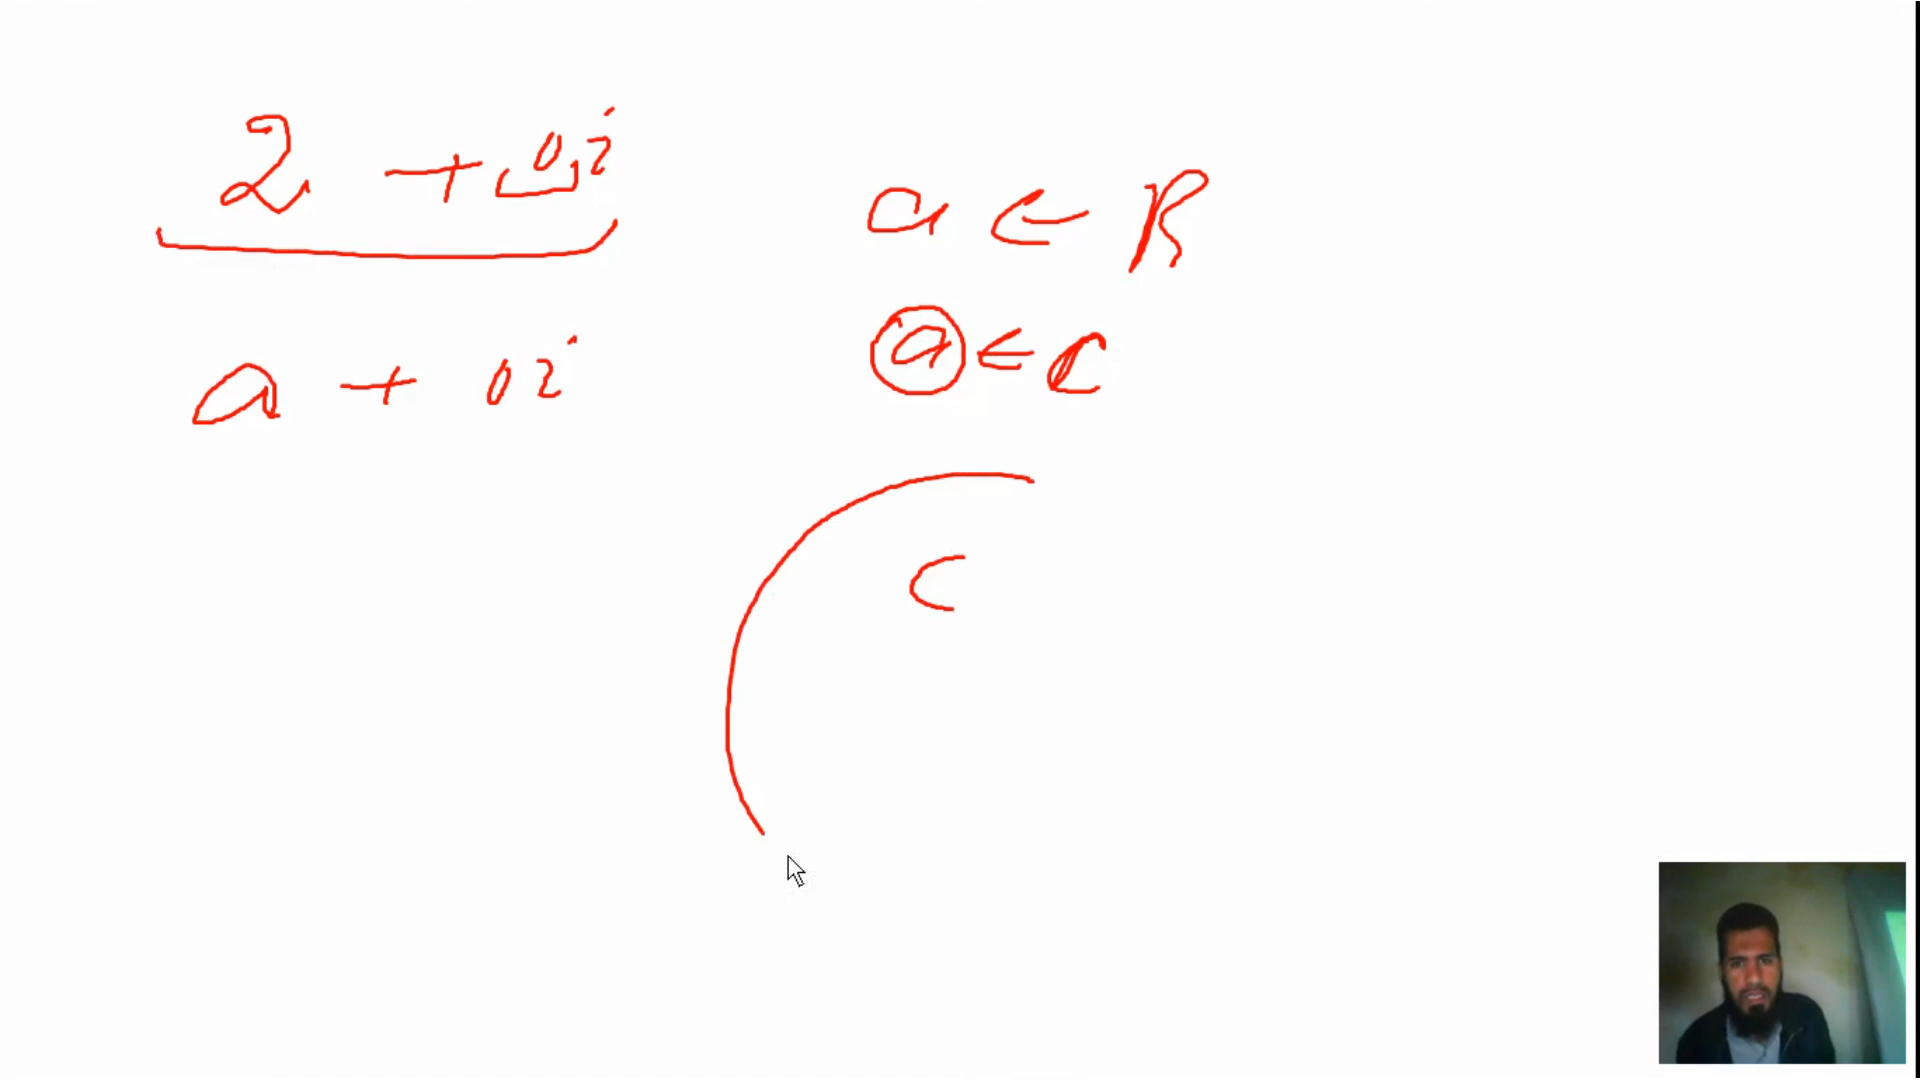 2 + 0i
a ∈ R
a ∈ C
a + 0i
C